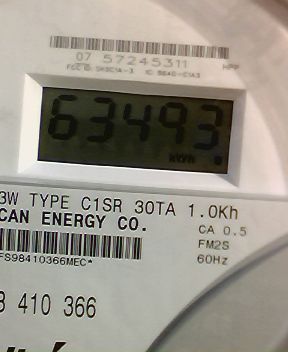 07 57245311
63493
kWh
3W TYPE C1SR 30TA 1.0Kh
CAN ENERGY CO.
CA 0.5
FM2S
60Hz
FS98410366MEC*
8 410 366